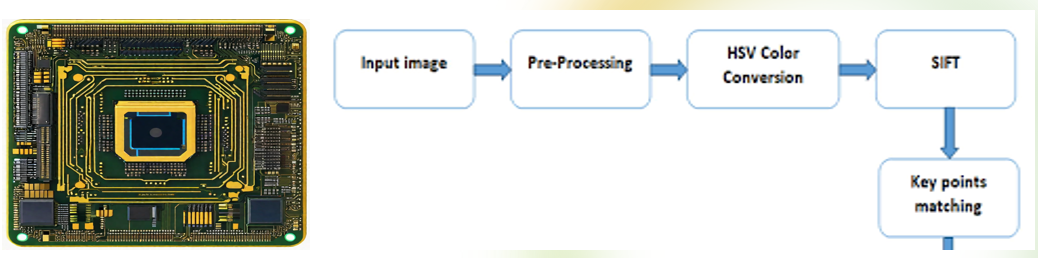 Input image
Pre-Processing
HSV Color
Conversion
SIFT
Key points
matching